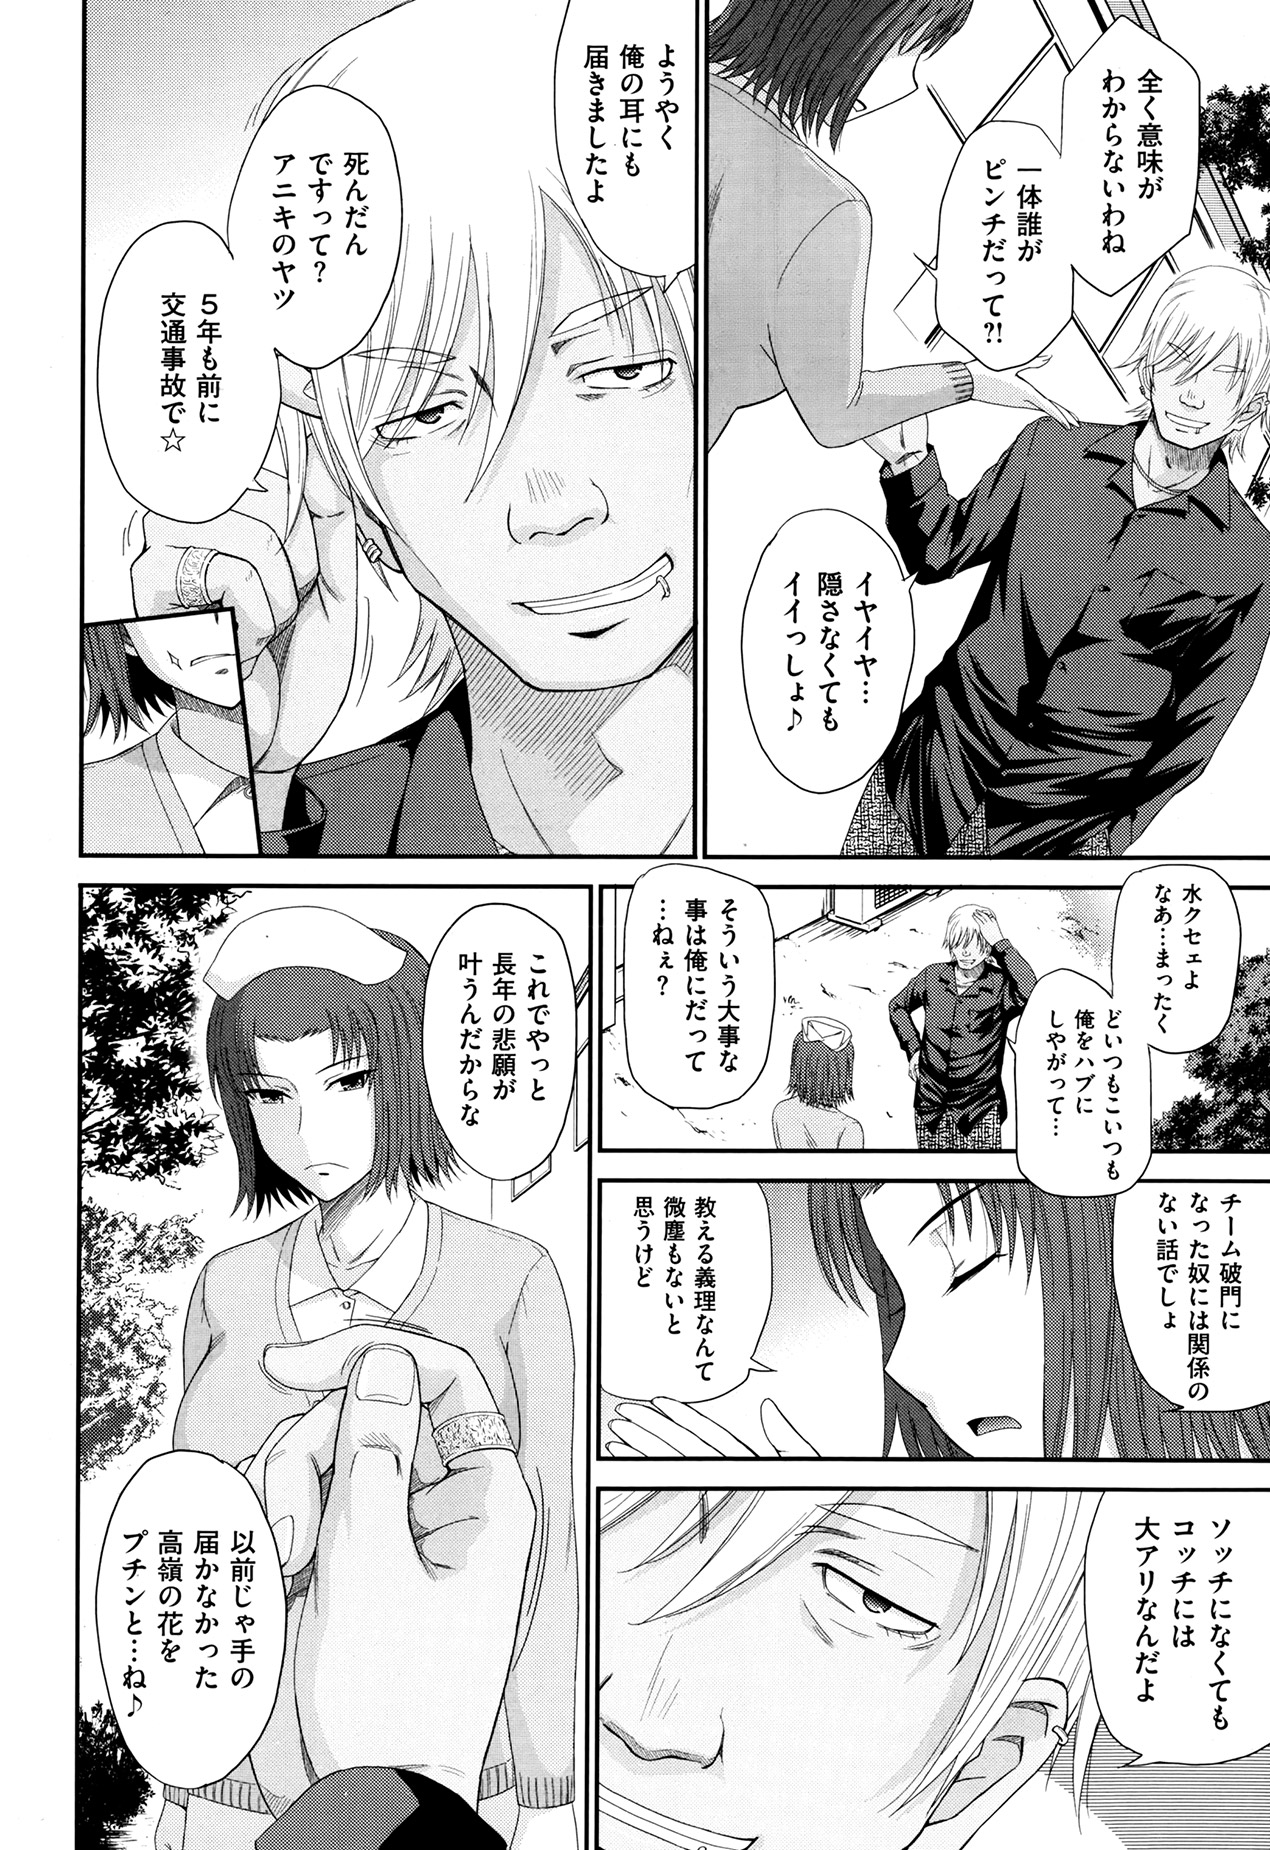 全く意味が
わからないわね
一体誰が
ピンチだって?!
イヤイヤ…
隠さなくても
イイっしょ♪
ようやく
俺の耳にも
届きましたよ
死んだん
ですって?
アニキのヤツ
5年も前に
交通事故で☆
水クセェよ
なあ…まったく
どいつもこいつも
俺をハブに
しやがって…
そういう大事な
事は俺にだって
…ねぇ?
チーム破門に
なった奴には関係の
ない話でしょ
教える義理なんて
微塵もないと
思うけど
ソッチになくても
コッチには
大アリなんだよ
これでやっと
長年の悲願が
叶うんだからな
以前じゃ手の
届かなかった
高嶺の花を
プチンと…ね♪